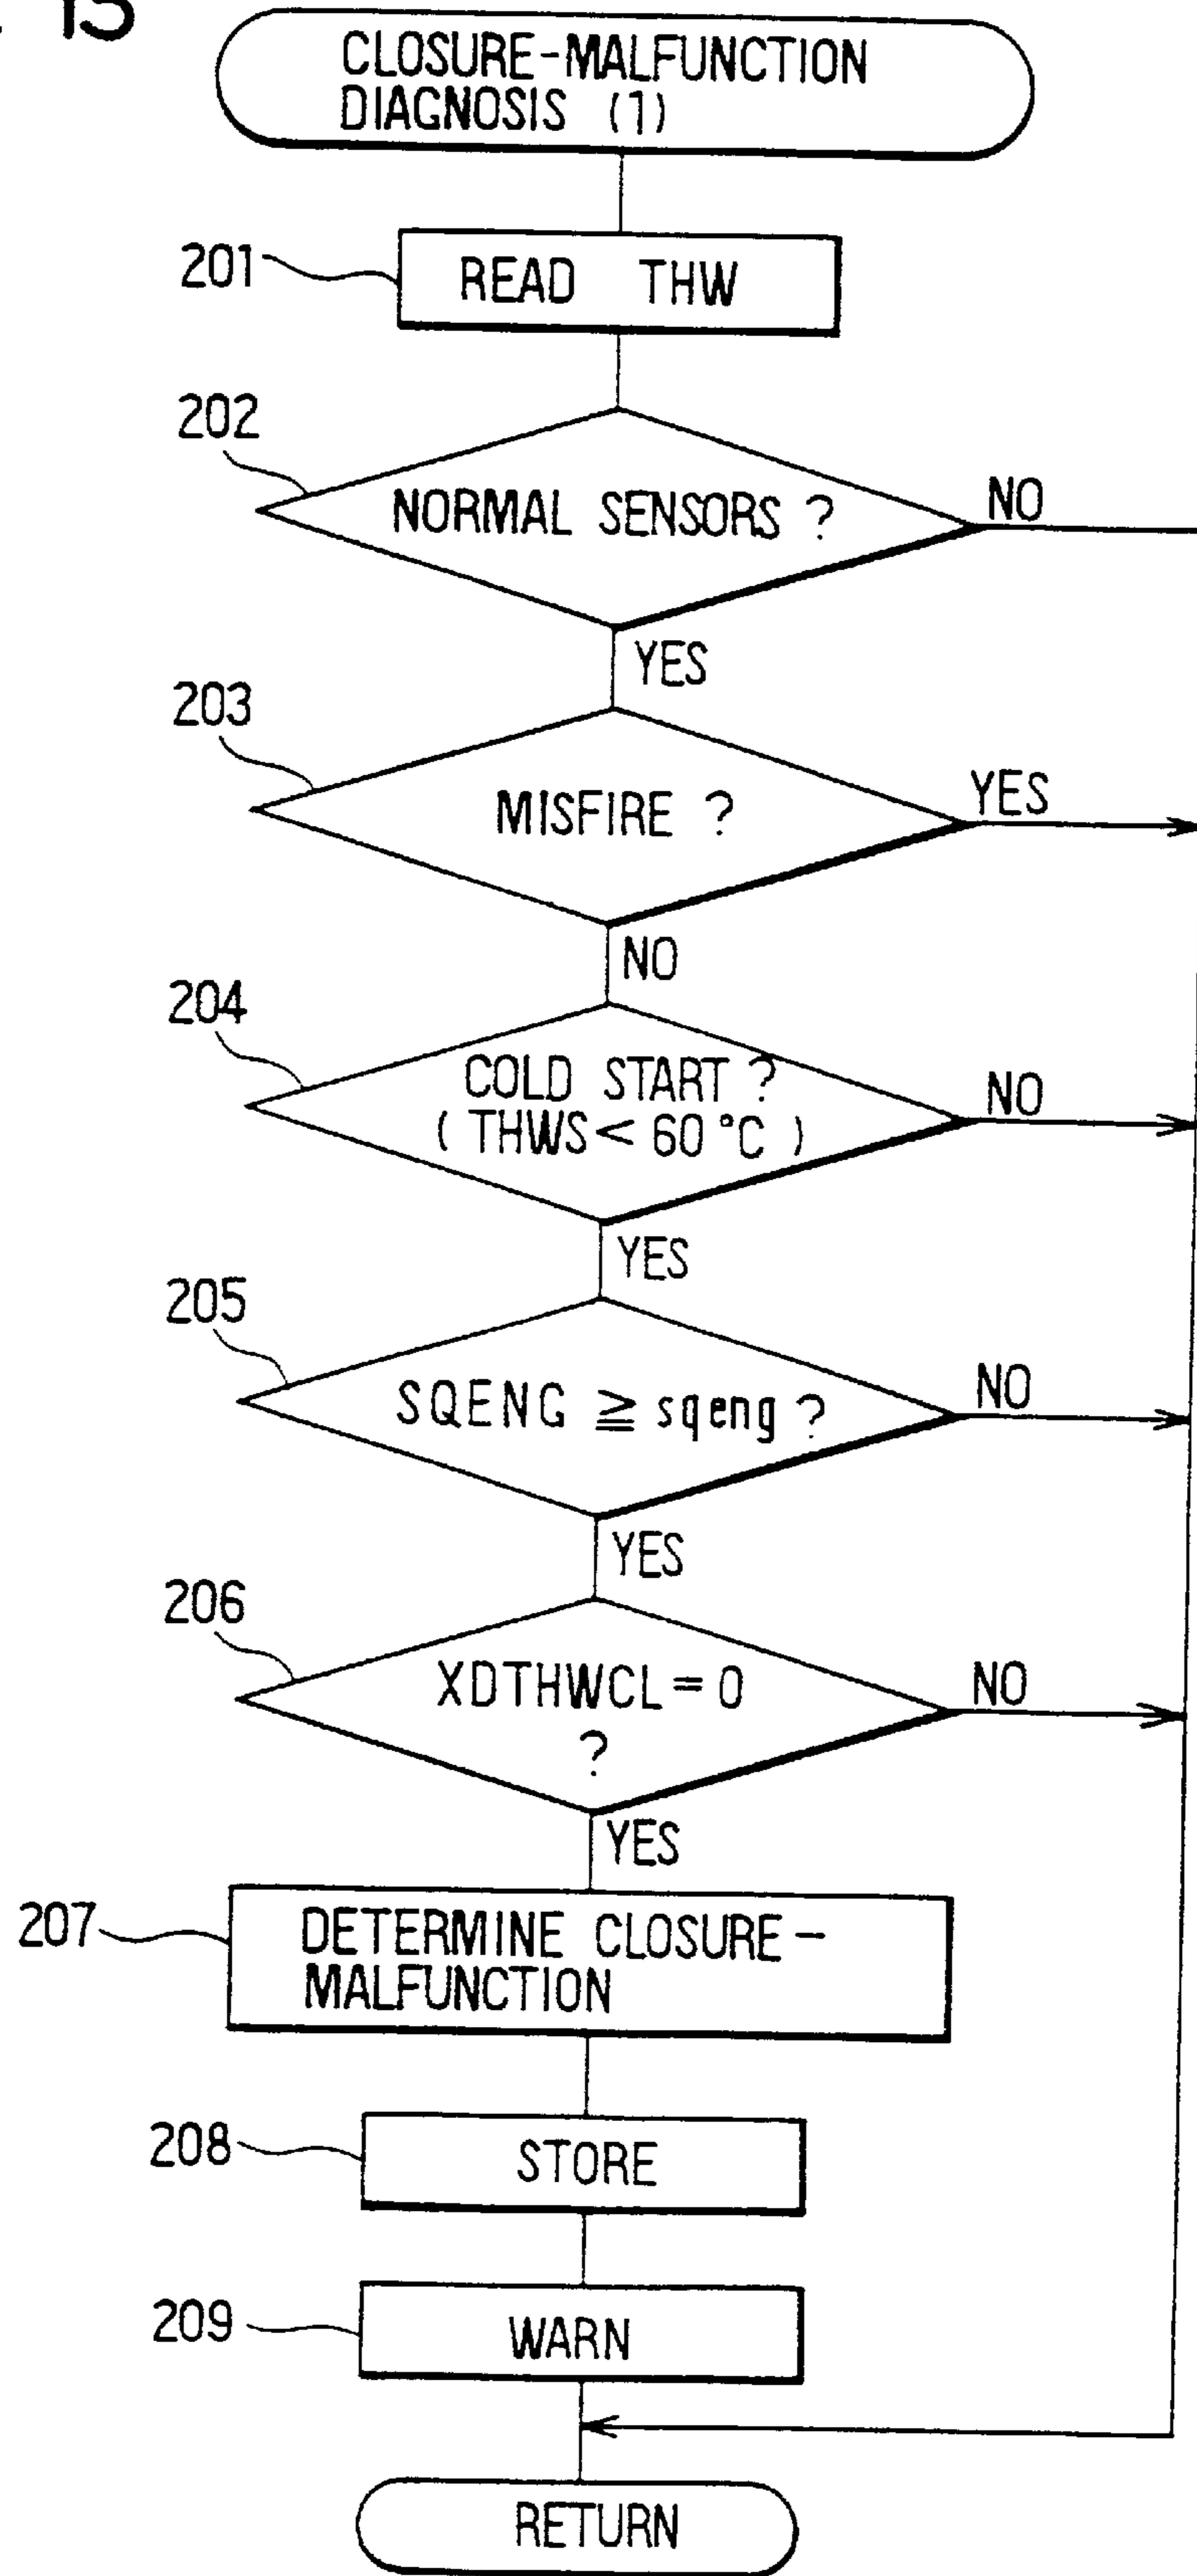 15
CLOSURE-MALFUNCTION
DIAGNOSIS (1)
201
READ THW
202
NORMAL SENSORS ?
NO
YES
203
MISFIRE ?
YES
NO
204
COLD START ?
( THWS < 60 °C )
NO
YES
205
SQENG ≧ sqeng ?
NO
YES
206
XDTHWCL = 0
?
NO
YES
207
DETERMINE CLOSURE-
MALFUNCTION
208
STORE
209
WARN
RETURN